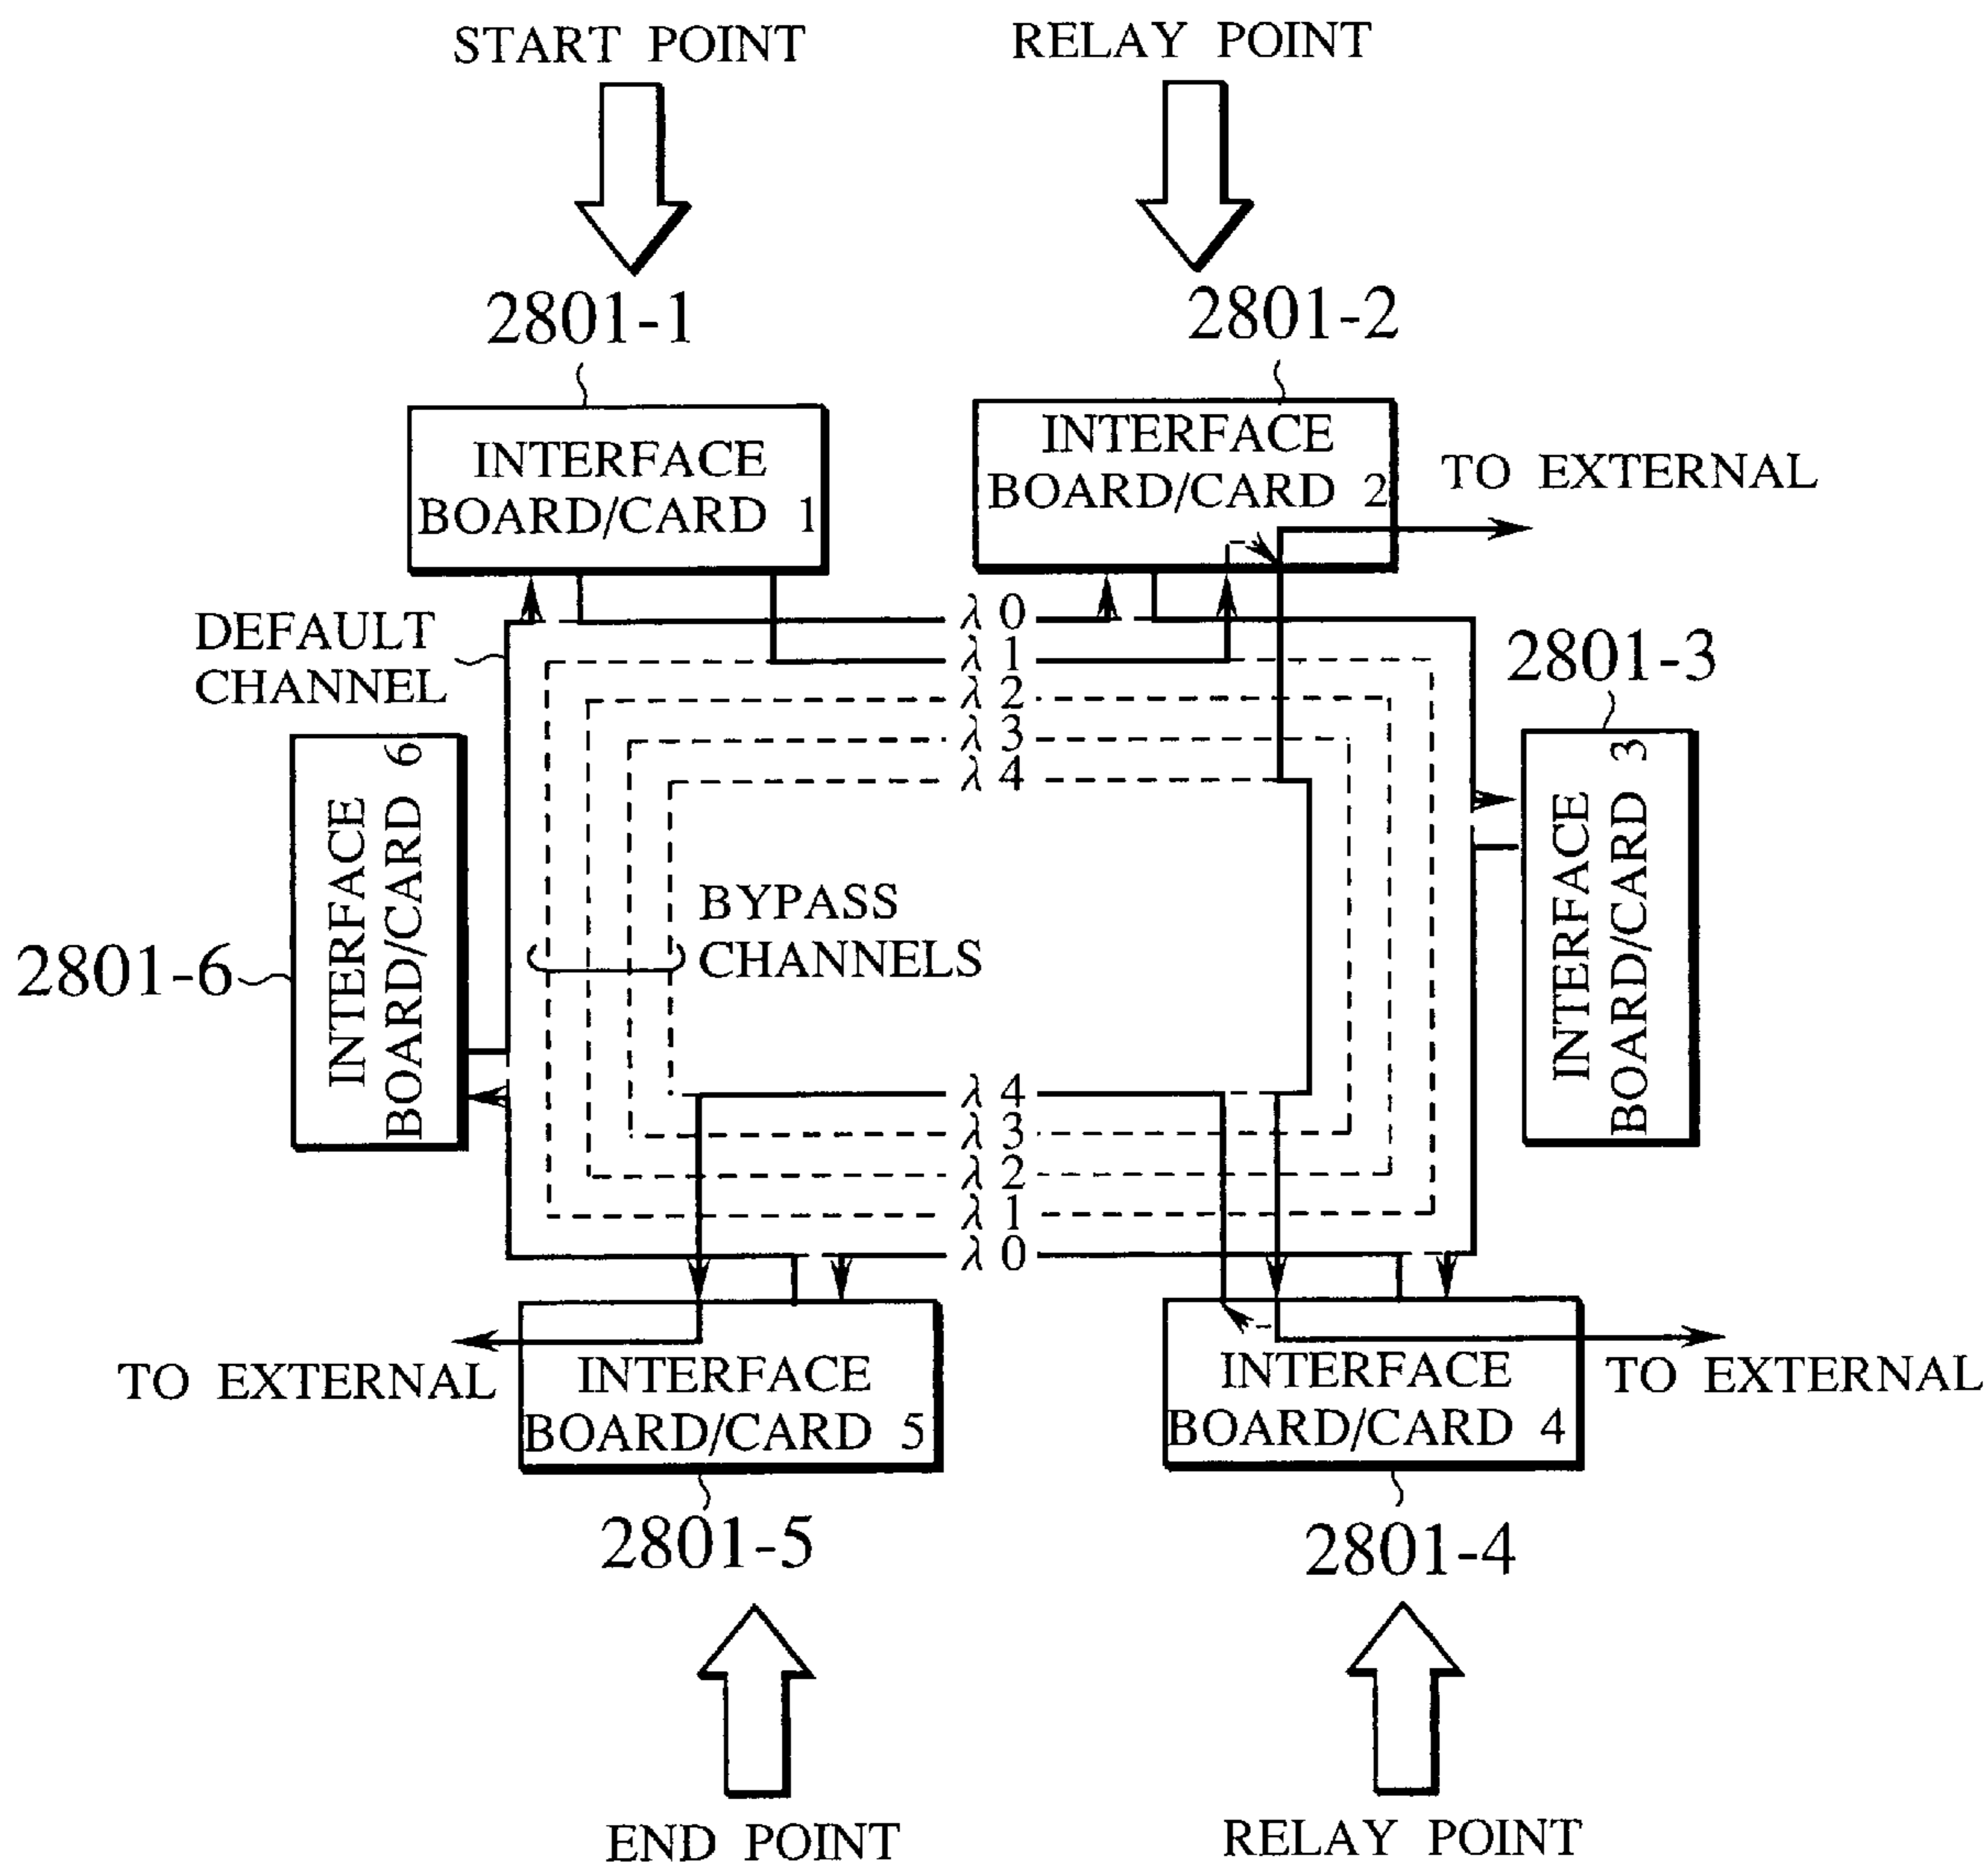 START POINT
RELAY POINT
2801-1
2801-2
INTERFACE
BOARD/CARD 1
INTERFACE
BOARD/CARD 2
TO EXTERNAL
DEFAULT
CHANNEL
λ 0
λ 1
λ 2
λ 3
λ 4
2801-3
INTERFACE
BOARD/CARD 3
INTERFACE
BOARD/CARD 6
2801-6
BYPASS
CHANNELS
λ 4
λ 3
λ 2
λ 1
λ 0
TO EXTERNAL
INTERFACE
BOARD/CARD 5
INTERFACE
BOARD/CARD 4
TO EXTERNAL
2801-5
2801-4
END POINT
RELAY POINT